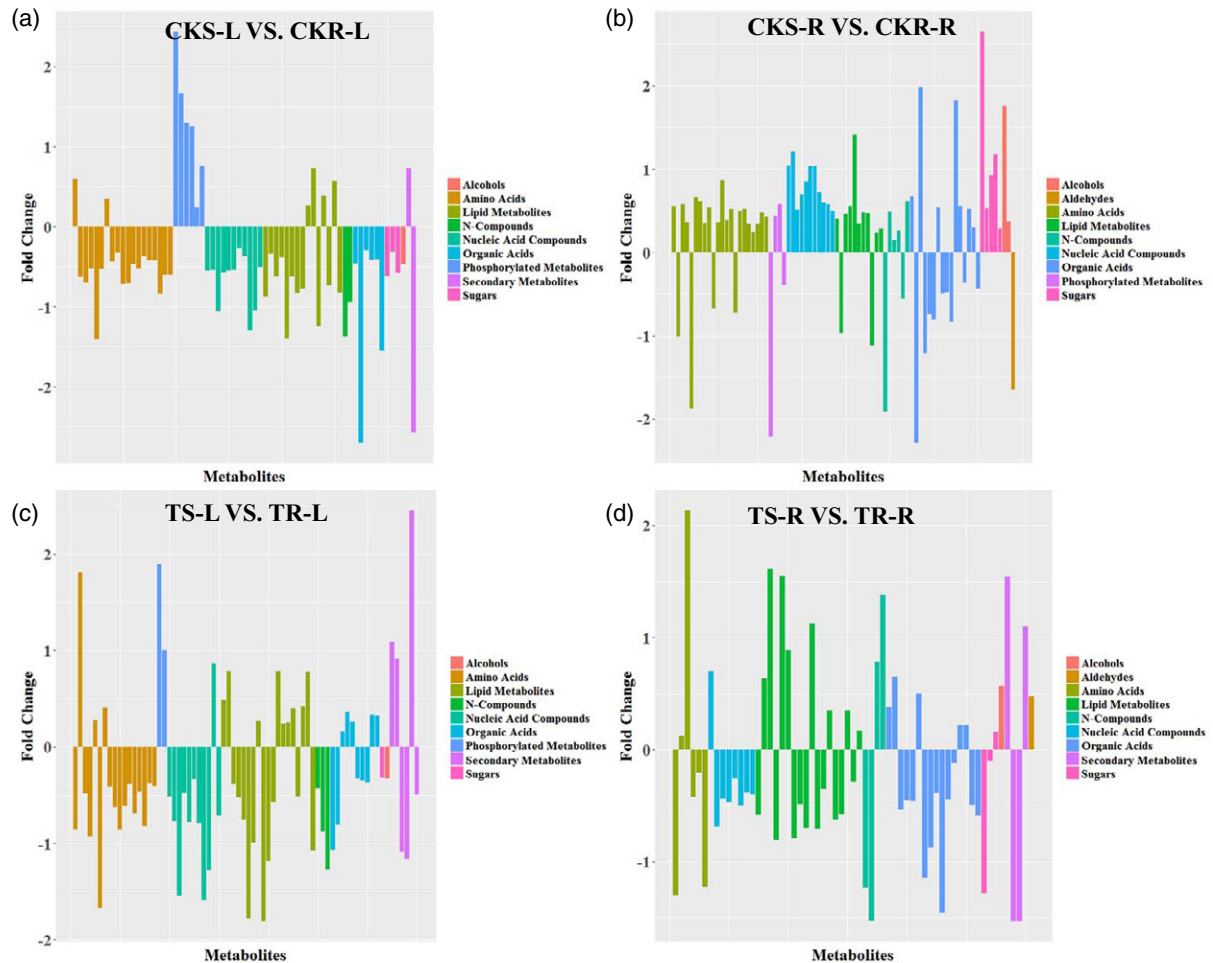 (a)
CKS-L VS. CKR-L
2
1
0
-1
-2
Fold Change
Metabolites
Alcohols
Amino Acids
Lipid Metabolites
N-Compounds
Nucleic Acid Compounds
Organic Acids
Phosphorylated Metabolites
Secondary Metabolites
Sugars
(b)
CKS-R VS. CKR-R
2
1
0
-1
-2
Fold Change
Metabolites
Alcohols
Aldehydes
Amino Acids
Lipid Metabolites
N-Compounds
Nucleic Acid Compounds
Organic Acids
Phosphorylated Metabolites
Sugars
(c)
TS-L VS. TR-L
2
1
0
-1
-2
Fold Change
Metabolites
Alcohols
Amino Acids
Lipid Metabolites
N-Compounds
Nucleic Acid Compounds
Organic Acids
Phosphorylated Metabolites
Secondary Metabolites
Sugars
(d)
TS-R VS. TR-R
2
1
0
-1
Fold Change
Metabolites
Alcohols
Aldehydes
Amino Acids
Lipid Metabolites
N-Compounds
Nucleic Acid Compounds
Organic Acids
Secondary Metabolites
Sugars